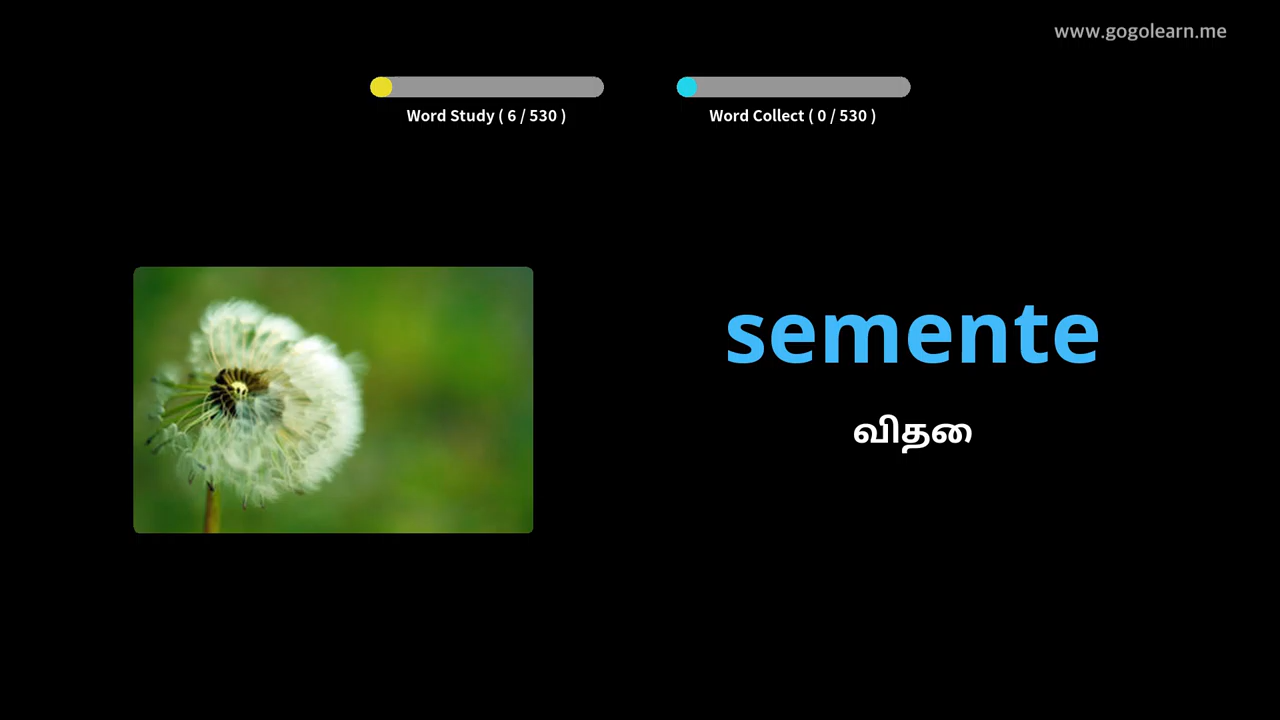 www.gogolearn.me
Word Study ( 6 / 530 )
Word Collect ( 0 / 530 )
semente
விதை